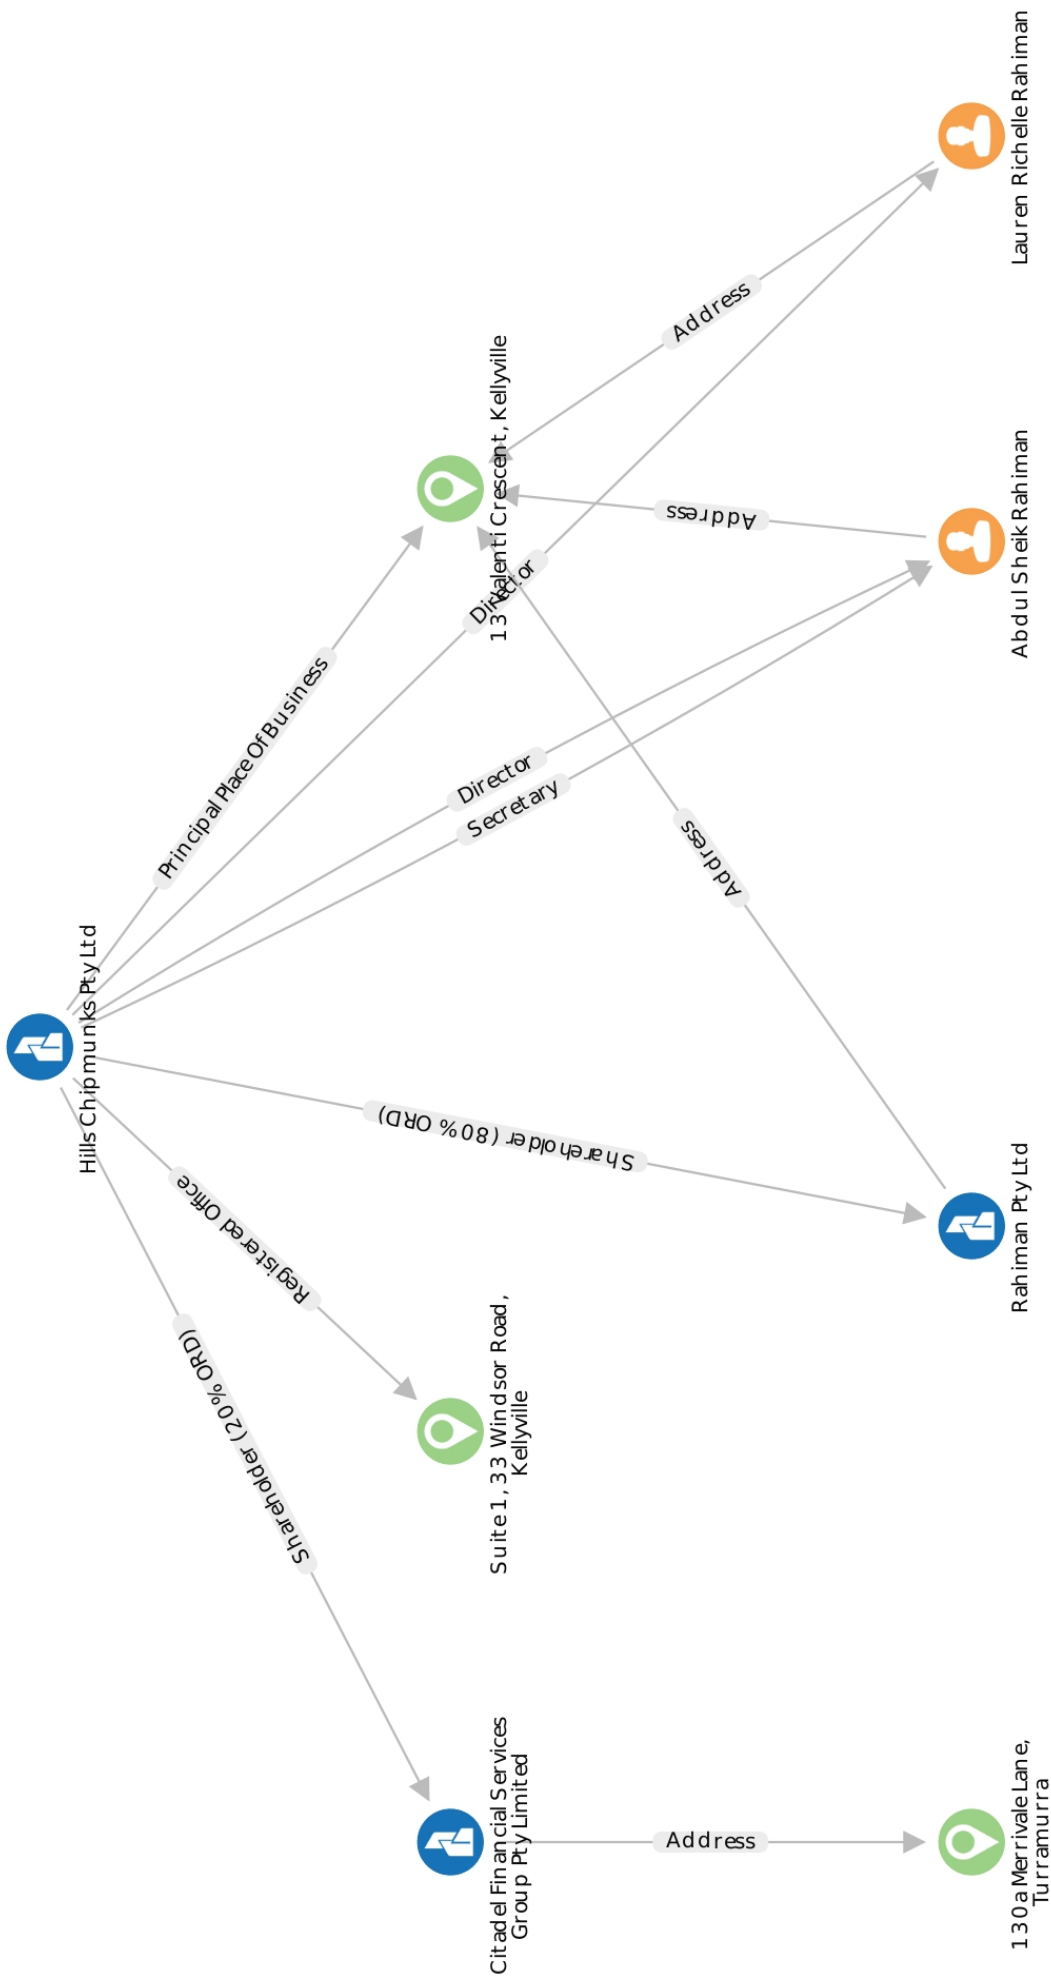 Hills Chipmunks Pty Ltd
Shareholder (20% ORD)
Registered Office
Shareholder (80% ORD)
Secretary
Director
Director
Principal Place Of Business
Citadel Financial Services
Group Pty Limited
Suite 1, 33 Windsor Road,
Kellyville
13 Valenti Crescent, Kellyville
Address
Address
Address
Address
130a Merrivale Lane,
Turramurra
Rahiman Pty Ltd
Abdul Sheik Rahiman
Lauren Richelle Rahiman